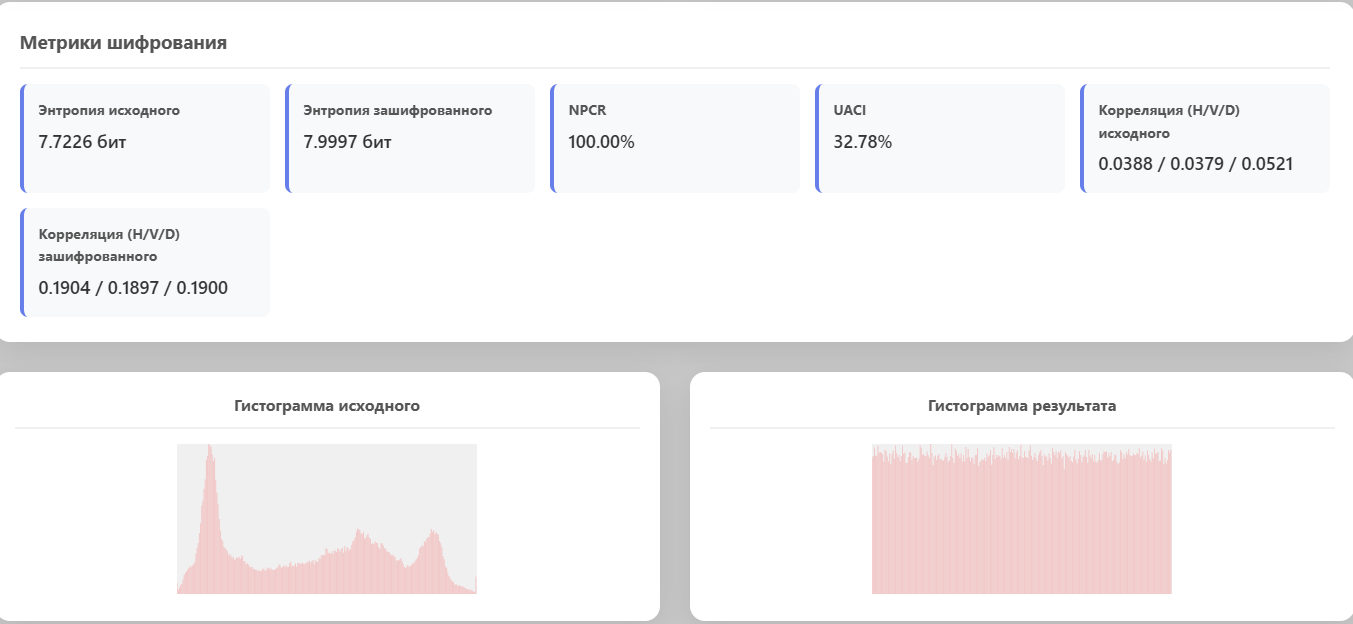 Метрики шифрования
Энтропия исходного
7.7226 бит
Энтропия зашифрованного
7.9997 бит
NPCR
100.00%
UACI
32.78%
Корреляция (H/V/D)
исходного
0.0388 / 0.0379 / 0.0521
Корреляция (H/V/D)
зашифрованного
0.1904 / 0.1897 / 0.1900
Гистограмма исходного
Гистограмма результата